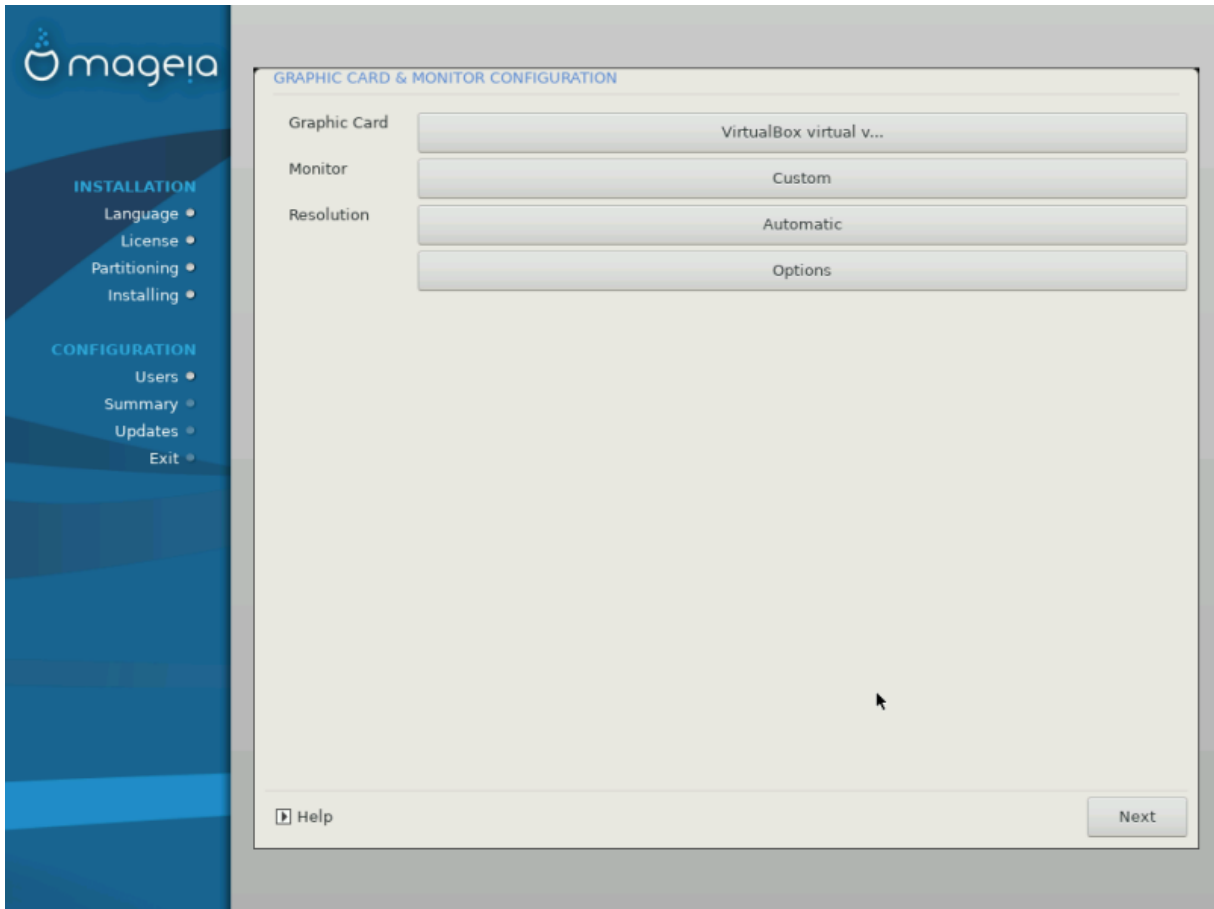 mageia
INSTALLATION
Language
License
Partitioning
Installing
CONFIGURATION
Users
Summary
Updates
Exit
GRAPHIC CARD & MONITOR CONFIGURATION
Graphic Card VirtualBox virtual v...
Monitor Custom
Resolution Automatic
Options
Help Next